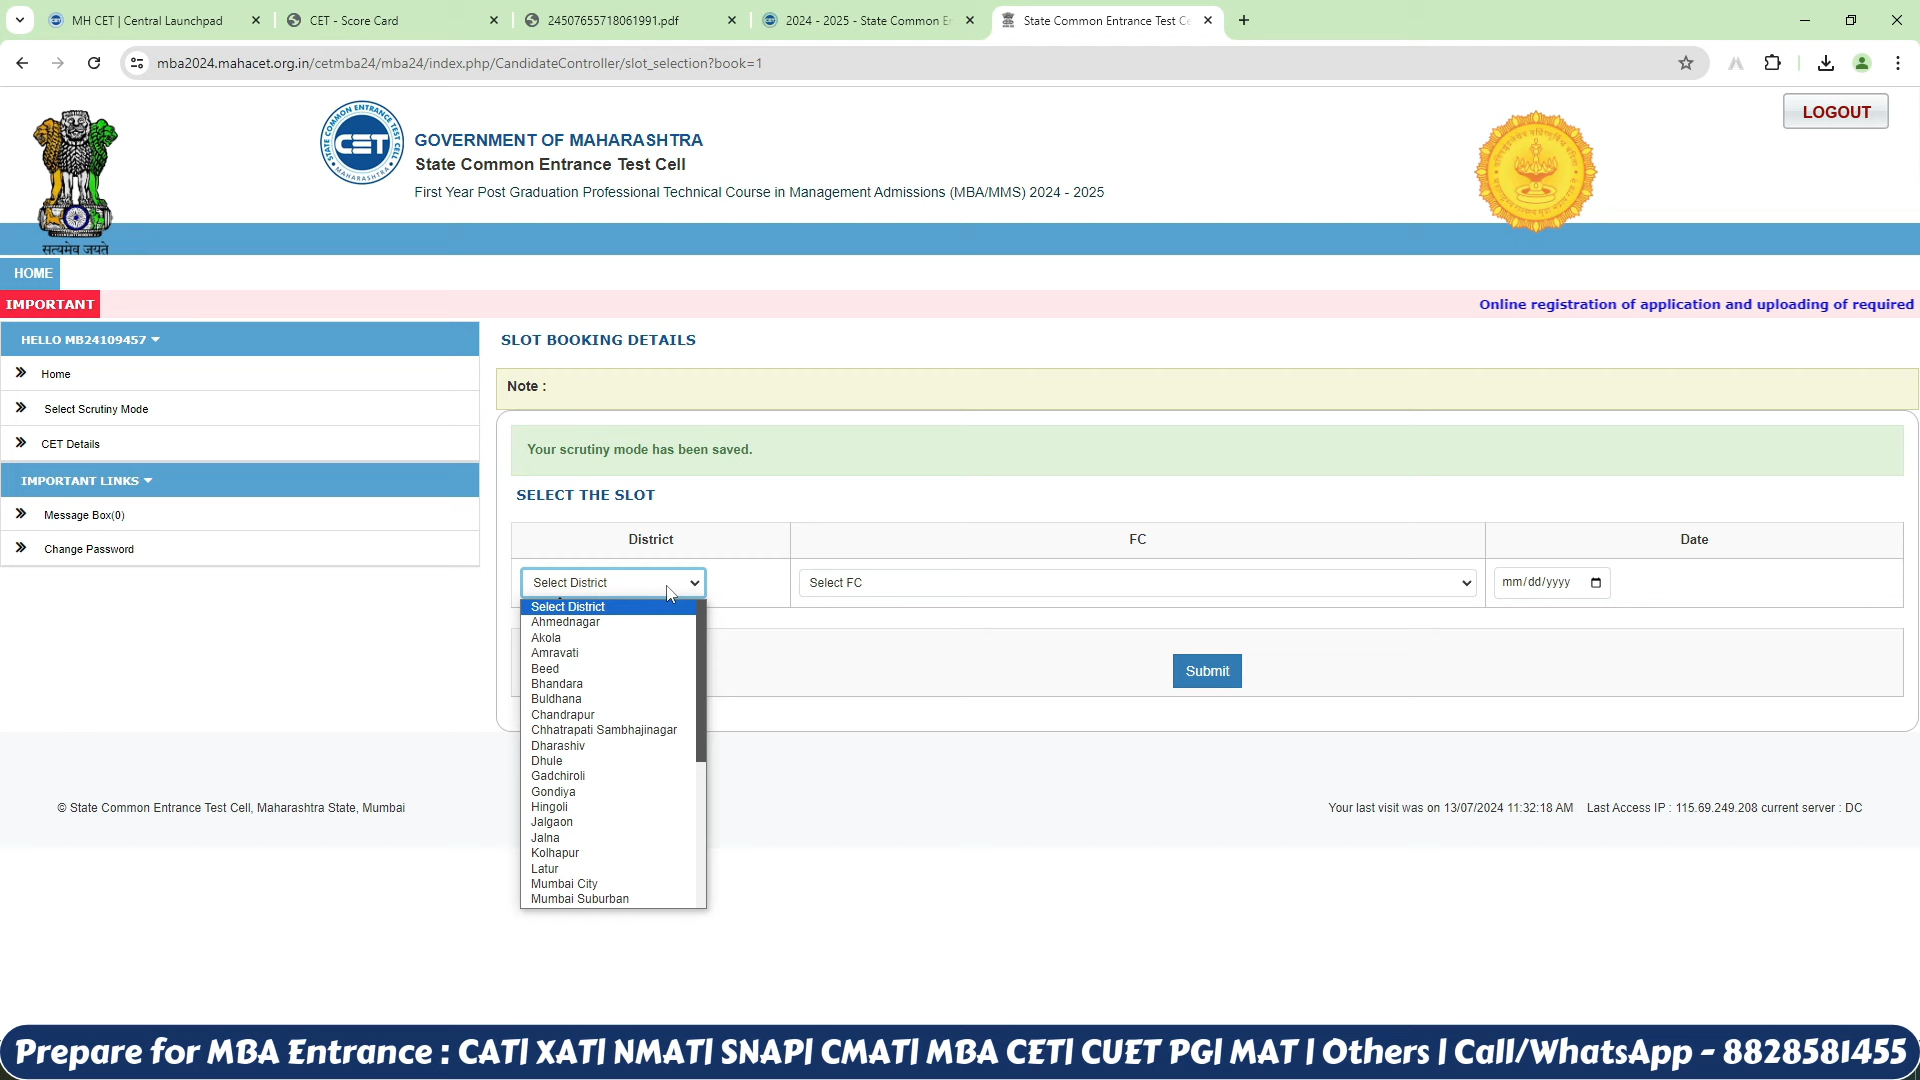 MH CET | Central Launchpad
CET - Score Card
24507655718061991.pdf
2024 - 2025 - State Common E
State Common Entrance Test Ce
mba2024.mahacet.org.in/cetmba24/mba24/index.php/CandidateController/slot_selection?book=1
LOGOUT
STATE COMMON ENTRANCE TEST CELL
CET
MAHARASHTRA
GOVERNMENT OF MAHARASHTRA
State Common Entrance Test Cell
First Year Post Graduation Professional Technical Course in Management Admissions (MBA/MMS) 2024 - 2025
सत्यमेव जयते
HOME
IMPORTANT
Online registration of application and uploading of required
HELLO MB24109457
Home
Select Scrutiny Mode
CET Details
IMPORTANT LINKS
Message Box(0)
Change Password
SLOT BOOKING DETAILS
Note :
Your scrutiny mode has been saved.
SELECT THE SLOT
District FC Date
Select District Select FC mm/dd/yyyy
Select District
Ahmednagar
Akola
Amravati
Beed
Bhandara
Buldhana
Chandrapur
Chhatrapati Sambhajinagar
Dharashiv
Dhule
Gadchiroli
Gondiya
Hingoli
Jalgaon
Jalna
Kolhapur
Latur
Mumbai City
Mumbai Suburban
Submit
© State Common Entrance Test Cell, Maharashtra State, Mumbai
Your last visit was on 13/07/2024 11:32:18 AM Last Access IP : 115.69.249.208 current server : DC
Prepare for MBA Entrance : CAT| XAT| NMAT| SNAP| CMAT| MBA CET| CUET PG| MAT | Others | Call/WhatsApp - 8828581455